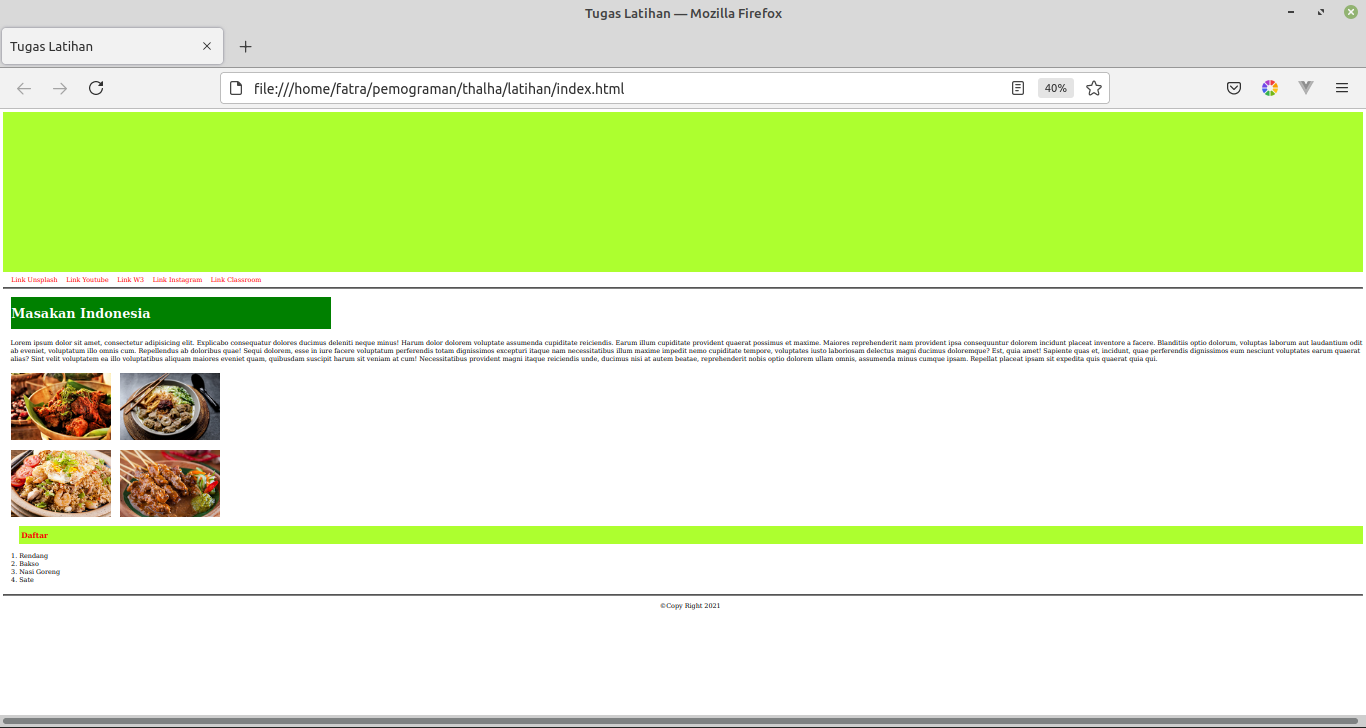 Tugas Latihan — Mozilla Firefox
Tugas Latihan
file:///home/fatra/pemograman/thalha/latihan/index.html
40%
Link Unsplash Link Youtube Link W3 Link Instagram Link Classroom
Masakan Indonesia
Lorem ipsum dolor sit amet, consectetur adipisicing elit. Explicabo consequatur dolores ducimus deleniti neque minus! Harum dolor dolorem voluptate assumenda cupiditate reiciendis. Earum illum cupiditate provident quaerat possimus et maxime. Maiores reprehenderit nam provident ipsa consequuntur dolorem incidunt placeat inventore a facere. Blanditiis optio dolorum, voluptas laborum aut laudantium odit
ab eveniet, voluptatum illo omnis cum. Repellendus ab doloribus quae! Sequi dolorem, esse in iure facere voluptatum perferendis totam dignissimos excepturi itaque nam necessitatibus illum maxime impedit nemo cupiditate tempore, voluptates iusto laboriosam delectus magni ducimus doloremque? Est, quia amet! Sapiente quas et, incidunt, quae perferendis dignissimos eum nesciunt voluptates earum quaerat
alias? Sint velit voluptatem ea illo voluptatibus aliquam maiores eveniet quam, quibusdam suscipit harum sit veniam at cum! Necessitatibus provident magni itaque reiciendis unde, ducimus nisi at autem beatae, reprehenderit nobis optio dolorem ullam omnis, assumenda minus cumque ipsam. Repellat placeat ipsam sit expedita quis quaerat quia qui.
Daftar
1. Rendang
2. Bakso
3. Nasi Goreng
4. Sate
©Copy Right 2021